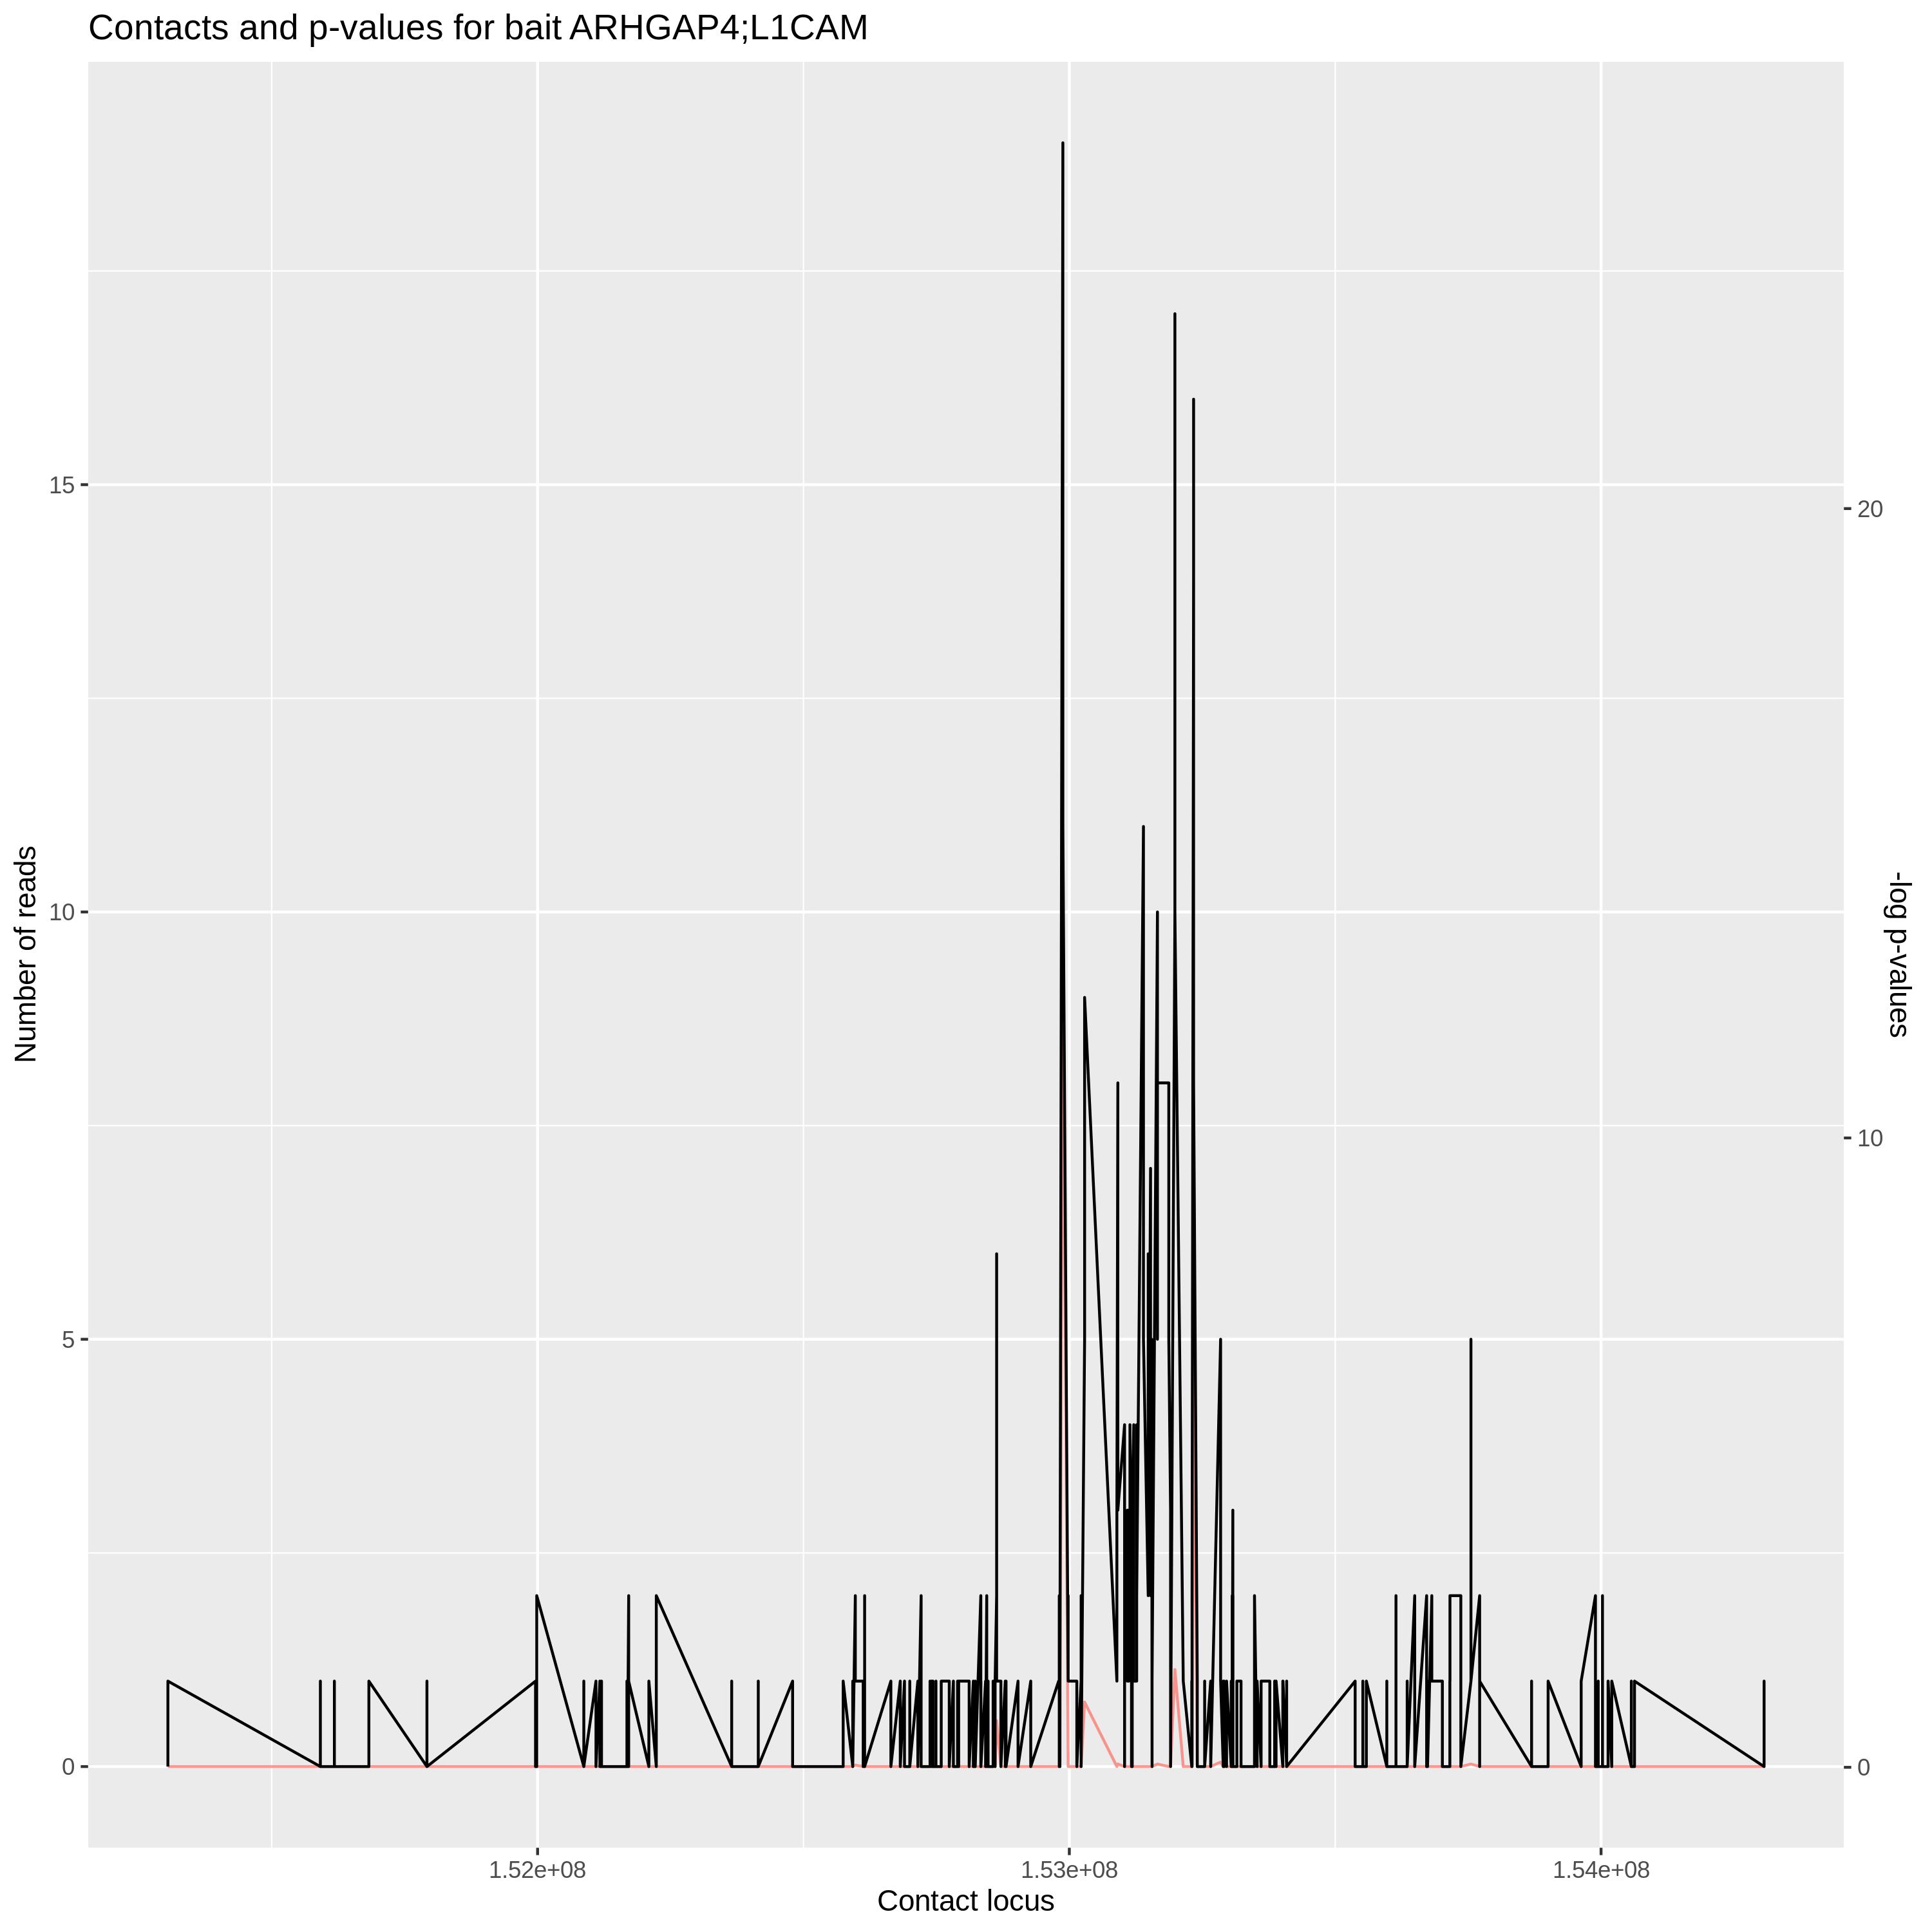 Contacts and p-values for bait ARHGAP4;L1CAM
15
10
5
0
Number of reads
20
10
0
-log p-values
1.52e+08
1.53e+08
1.54e+08
Contact locus